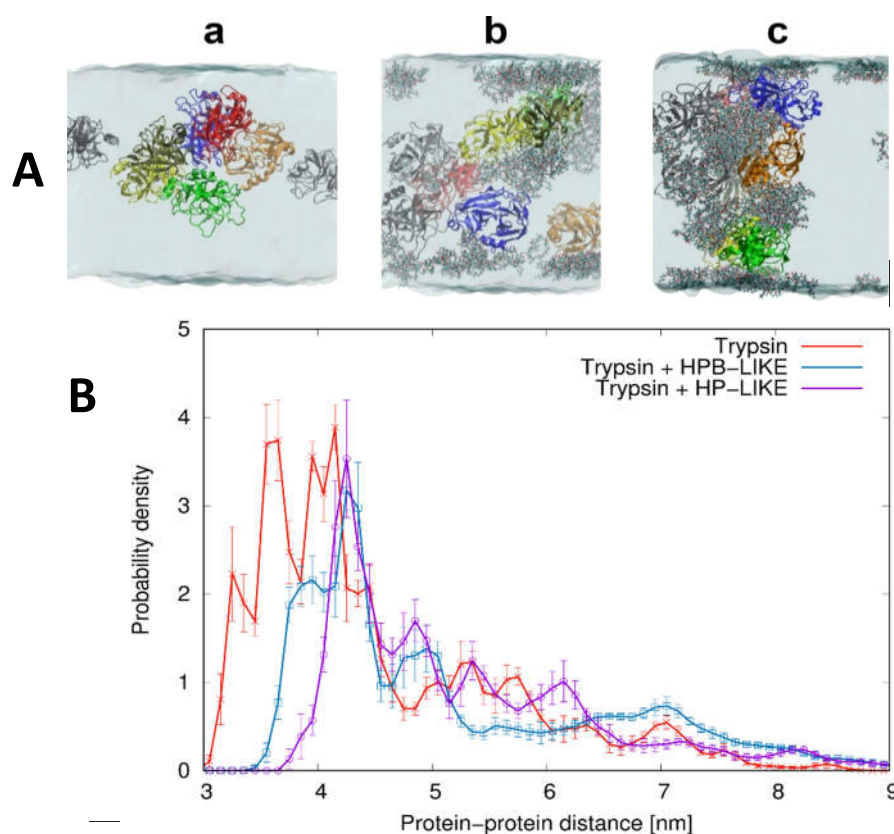 a b c
A
B
5
4
3
2
1
0
Probability density
Trypsin
Trypsin + HPB-LIKE
Trypsin + HP-LIKE
3 4 5 6 7 8 9
Protein-protein distance [nm]